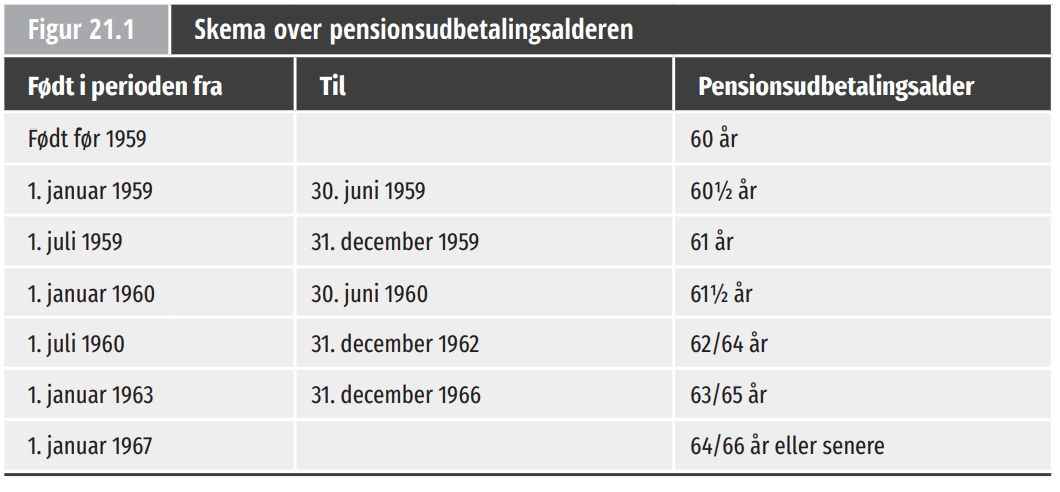 Figur 21.1 Skema over pensionsudbetalingsalderen
Født i perioden fra Til Pensionsudbetalingsalder
Født før 1959 60 år
1. januar 1959 30. juni 1959 60½ år
1. juli 1959 31. december 1959 61 år
1. januar 1960 30. juni 1960 61½ år
1. juli 1960 31. december 1962 62/64 år
1. januar 1963 31. december 1966 63/65 år
1. januar 1967 64/66 år eller senere